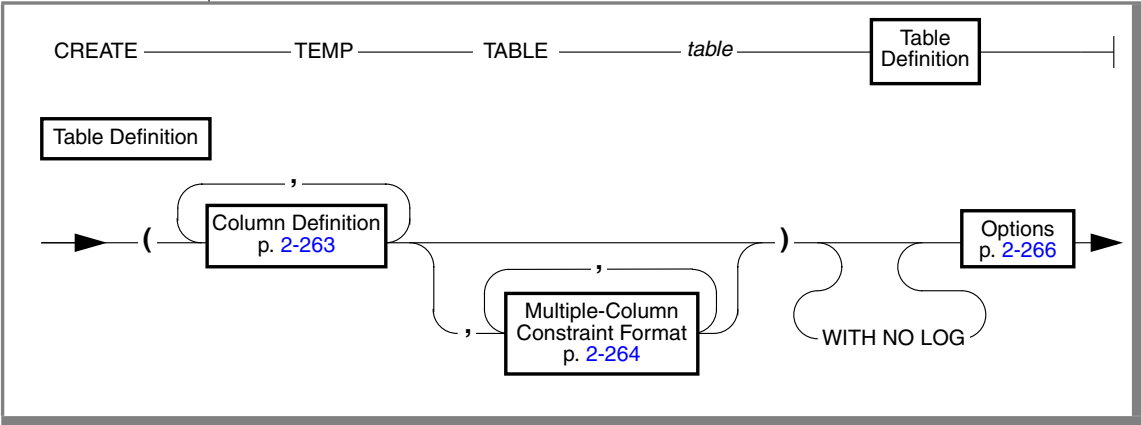 CREATE TEMP TABLE table Table Definition
Table Definition
,
( Column Definition p. 2-263 ) Options p. 2-266
,
, Multiple-Column Constraint Format p. 2-264
WITH NO LOG